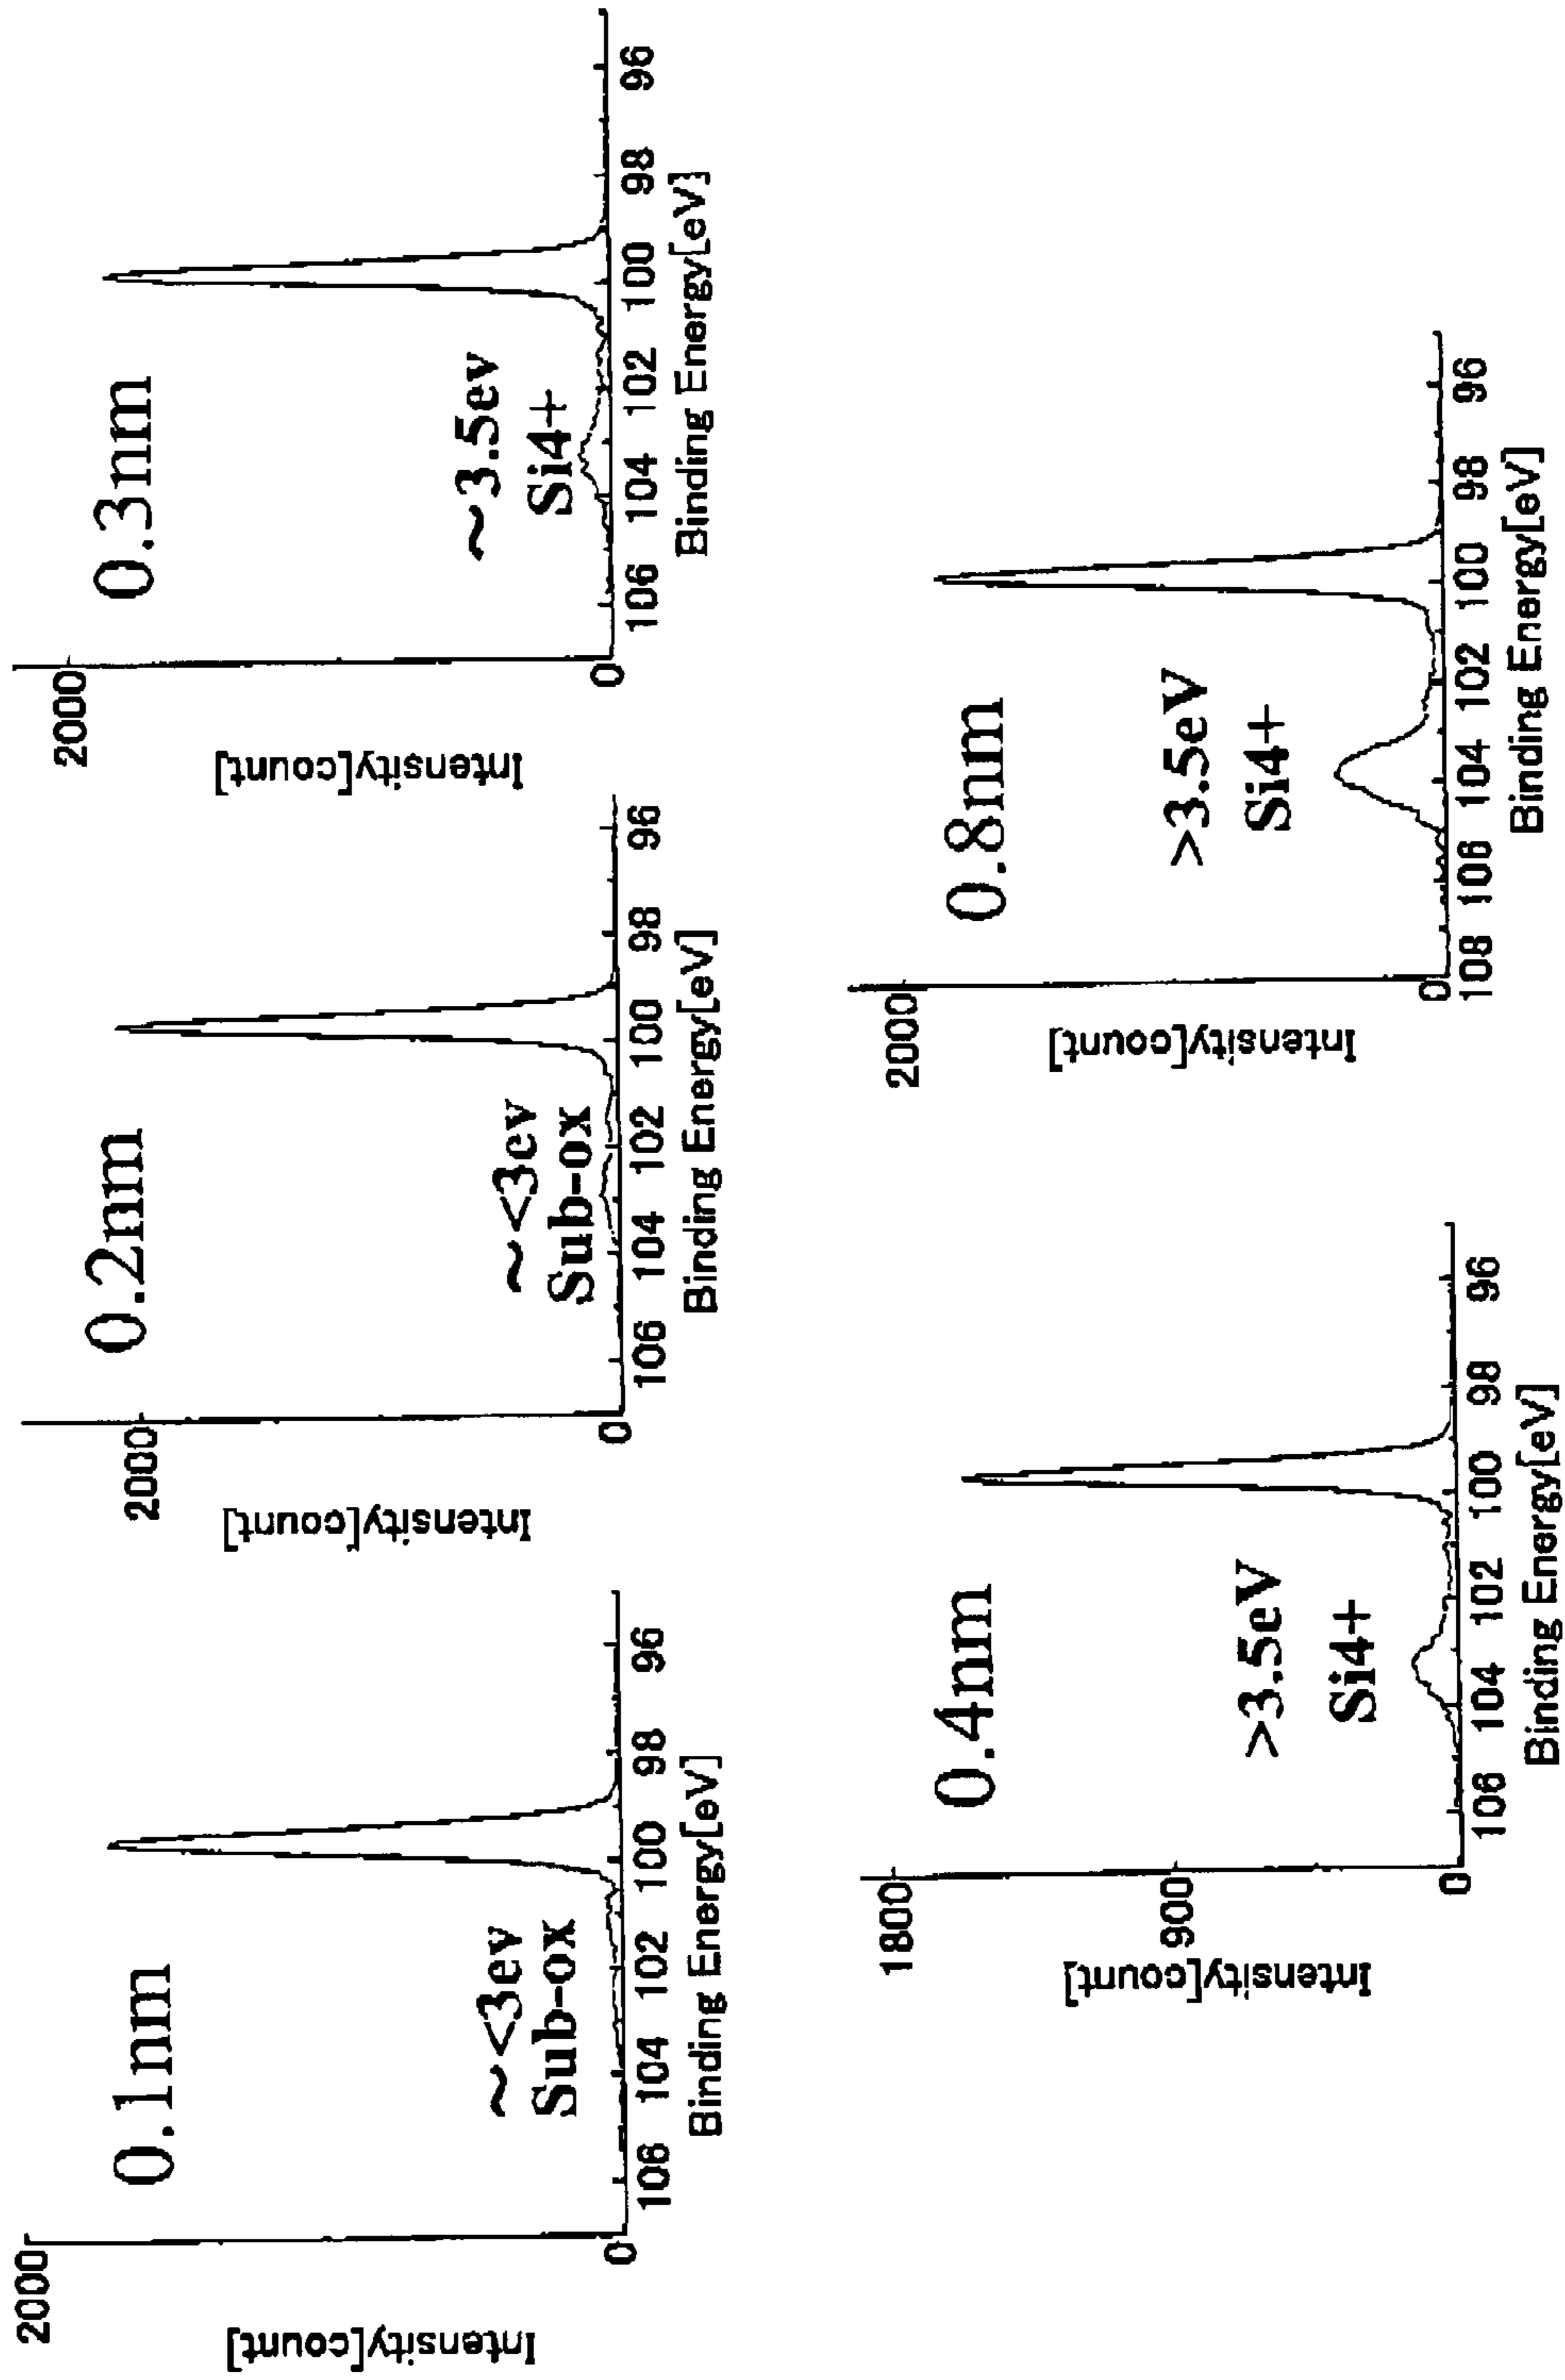 0.1nm
2000
Intensity[count]
0
~<3ev
Sub-ox
106 104 102 100 98 96
Binding Energy[eV]
0.2nm
2000
Intensity[count]
0
~<3ev
Sub-ox
106 104 102 100 98 96
Binding Energy[eV]
0.3nm
2000
Intensity[count]
0
~3.5ev
Si4+
106 104 102 100 98 96
Binding Energy[eV]
0.4nm
1800
900
Intensity[count]
0
>3.5eV
Si4+
106 104 102 100 98 96
Binding Energy[eV]
0.8nm
2000
Intensity[count]
0
>3.5eV
Si4+
108 106 104 102 100 98 96
Binding Energy[eV]